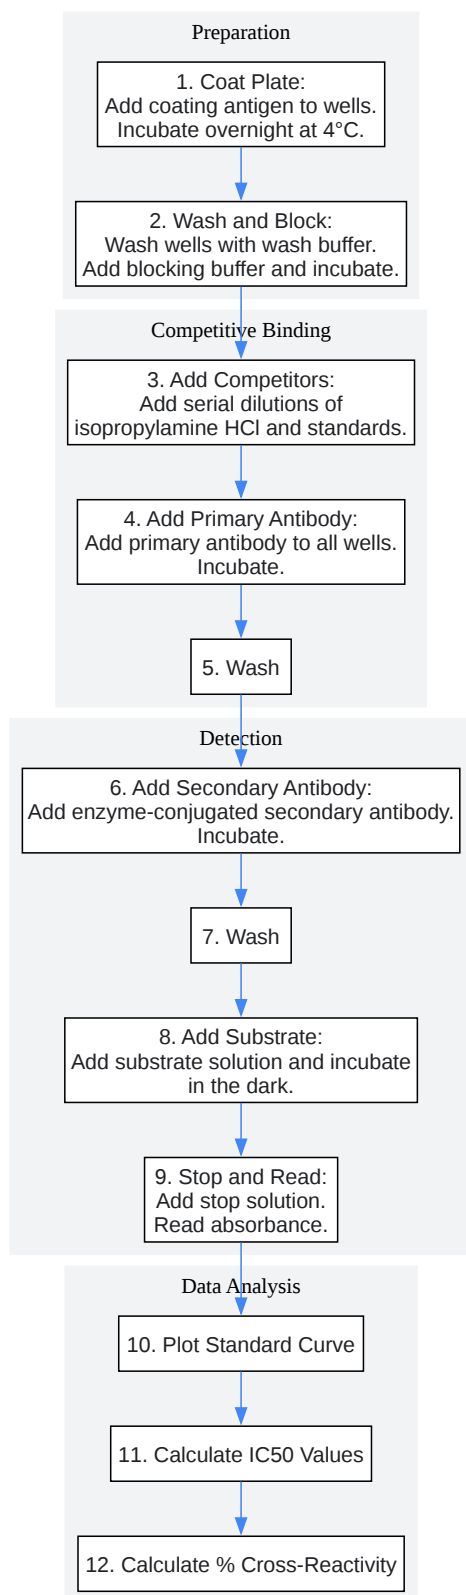 Preparation
1. Coat Plate:
Add coating antigen to wells.
Incubate overnight at 4°C.
2. Wash and Block:
Wash wells with wash buffer.
Add blocking buffer and incubate.
Competitive Binding
3. Add Competitors:
Add serial dilutions of
isopropylamine HCl and standards.
4. Add Primary Antibody:
Add primary antibody to all wells.
Incubate.
5. Wash
Detection
6. Add Secondary Antibody:
Add enzyme-conjugated secondary antibody.
Incubate.
7. Wash
8. Add Substrate:
Add substrate solution and incubate
in the dark.
9. Stop and Read:
Add stop solution.
Read absorbance.
Data Analysis
10. Plot Standard Curve
11. Calculate IC50 Values
12. Calculate % Cross-Reactivity